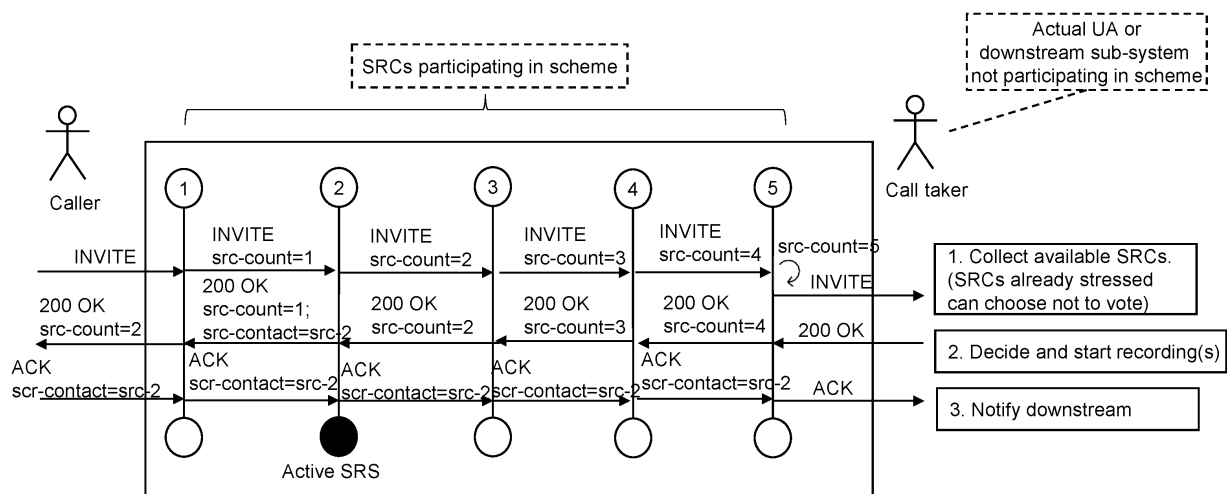 Actual UA or
downstream sub-system
not participating in scheme
SRCs participating in scheme
Caller
Call taker
1
2
3
4
5
INVITE
INVITE
src-count=1
INVITE
src-count=2
INVITE
src-count=3
INVITE
src-count=4
src-count=5
INVITE
1. Collect available SRCs.
(SRCs already stressed
can choose not to vote)
200 OK
src-count=2
200 OK
src-count=1;
src-contact=src-2
200 OK
src-count=2
200 OK
src-count=3
200 OK
src-count=4
200 OK
2. Decide and start recording(s)
ACK
scr-contact=src-2
ACK
scr-contact=src-2
ACK
scr-contact=src-2
ACK
scr-contact=src-2
ACK
scr-contact=src-2
ACK
3. Notify downstream
Active SRS